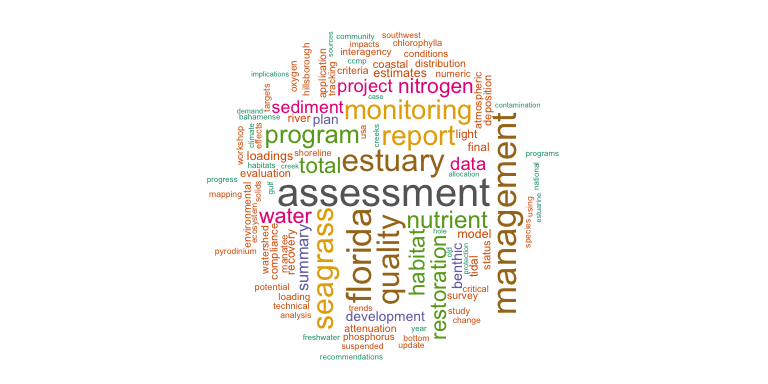 community
southwest
sources
impacts
chlorophylla
interagency
conditions
ccmp
coastal
distribution
implications
oxygen
hillsborough
application
tracking
criteria
estimates
numeric
targets
project
nitrogen
case
atmospheric
deposition
demand
sediment
monitoring
contamination
bahamense
river
plan
workshop
climate
effects
program
usa
creeks
report
light
final
loadings
shoreline
estuary
data
management
programs
habitats
creek
total
evaluation
allocation
progress
gulf
national
mapping
solids
assessment
estuarine
using
species
environmental
ecosystem
water
seagrass
florida
quality
nutrient
hole
model
pyrodinium
watershed
compliance
manatee
recovery
summary
habitat
restoration
benthic
protection
tidal
status
potential
critical
loading
survey
technical
trends
study
analysis
development
change
attenuation
year
freshwater
phosphorus
bottom
suspended
update
recommendations